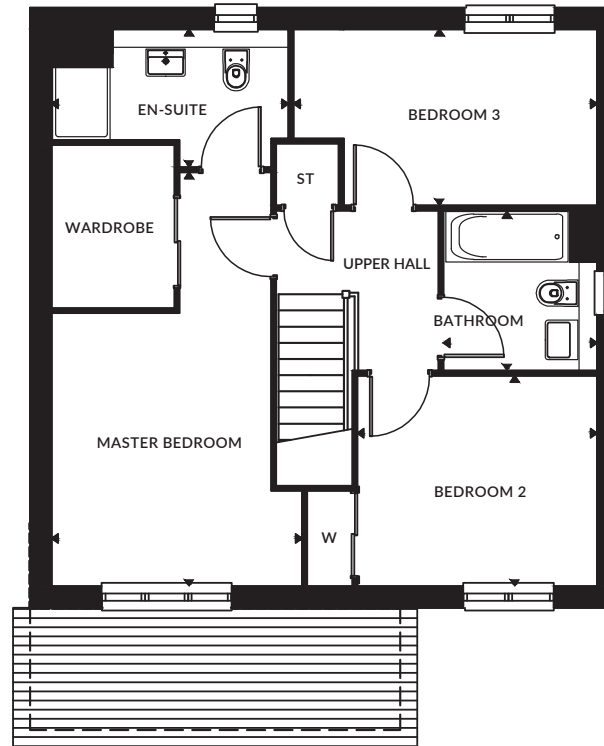 EN-SUITE
BEDROOM 3
ST
WARDROBE
UPPER HALL
BATHROOM
MASTER BEDROOM
BEDROOM 2
W